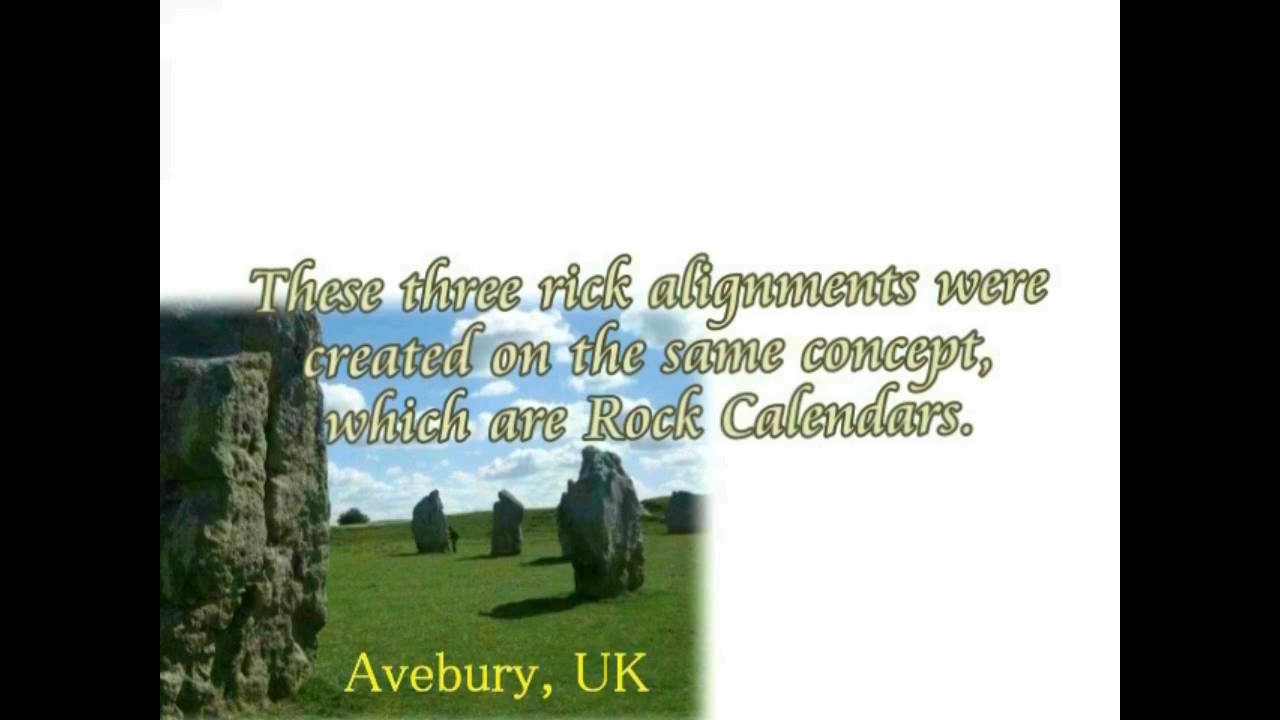 These three rick alignments were
created on the same concept,
which are Rock Calendars.
Avebury, UK